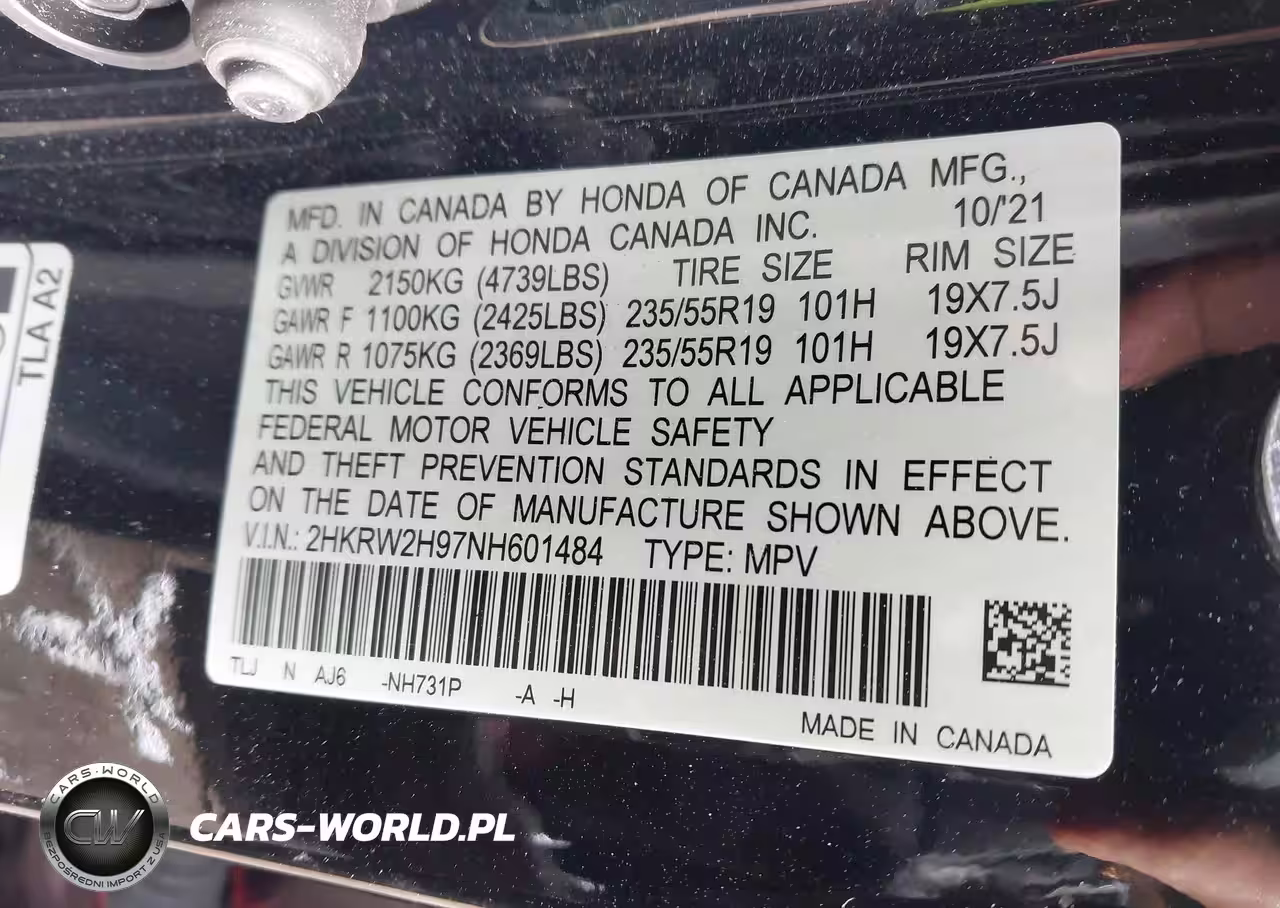 TLA A2
MFD. IN CANADA BY HONDA OF CANADA MFG.,
A DIVISION OF HONDA CANADA INC. 10/'21
GVWR 2150KG (4739LBS) TIRE SIZE RIM SIZE
GAWR F 1100KG (2425LBS) 235/55R19 101H 19X7.5J
GAWR R 1075KG (2369LBS) 235/55R19 101H 19X7.5J
THIS VEHICLE CONFORMS TO ALL APPLICABLE
FEDERAL MOTOR VEHICLE SAFETY
AND THEFT PREVENTION STANDARDS IN EFFECT
ON THE DATE OF MANUFACTURE SHOWN ABOVE.
V.I.N.: 2HKRW2H97NH601484 TYPE: MPV
TLJ N AJ6 -NH731P -A -H
MADE IN CANADA
CARS-WORLD
CW
BEZPOŚREDNI IMPORT Z USA
CARS-WORLD.PL